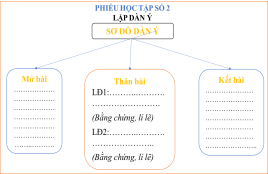 PHIẾU HỌC TẬP SỐ 2
LẬP DÀN Ý
SƠ ĐỒ DÀN Ý
Mở bài
……………
……………
……………
……………
……………
……………
Thân bài
LĐ1:…………………
……………………
(Bằng chứng, lí lẽ)
LĐ2:…………………
……………………
(Bằng chứng, lí lẽ)
Kết bài
………………
………………
………………
………………
………………
………………